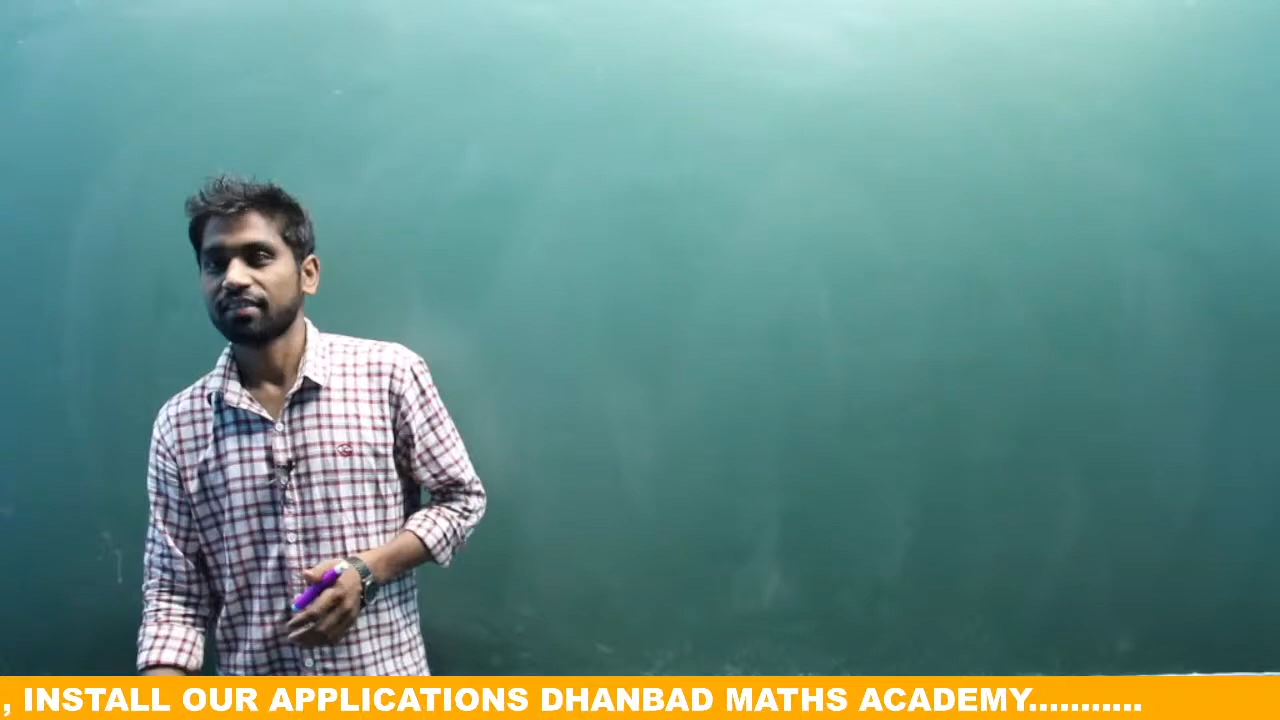 , INSTALL OUR APPLICATIONS DHANBAD MATHS ACADEMY...........